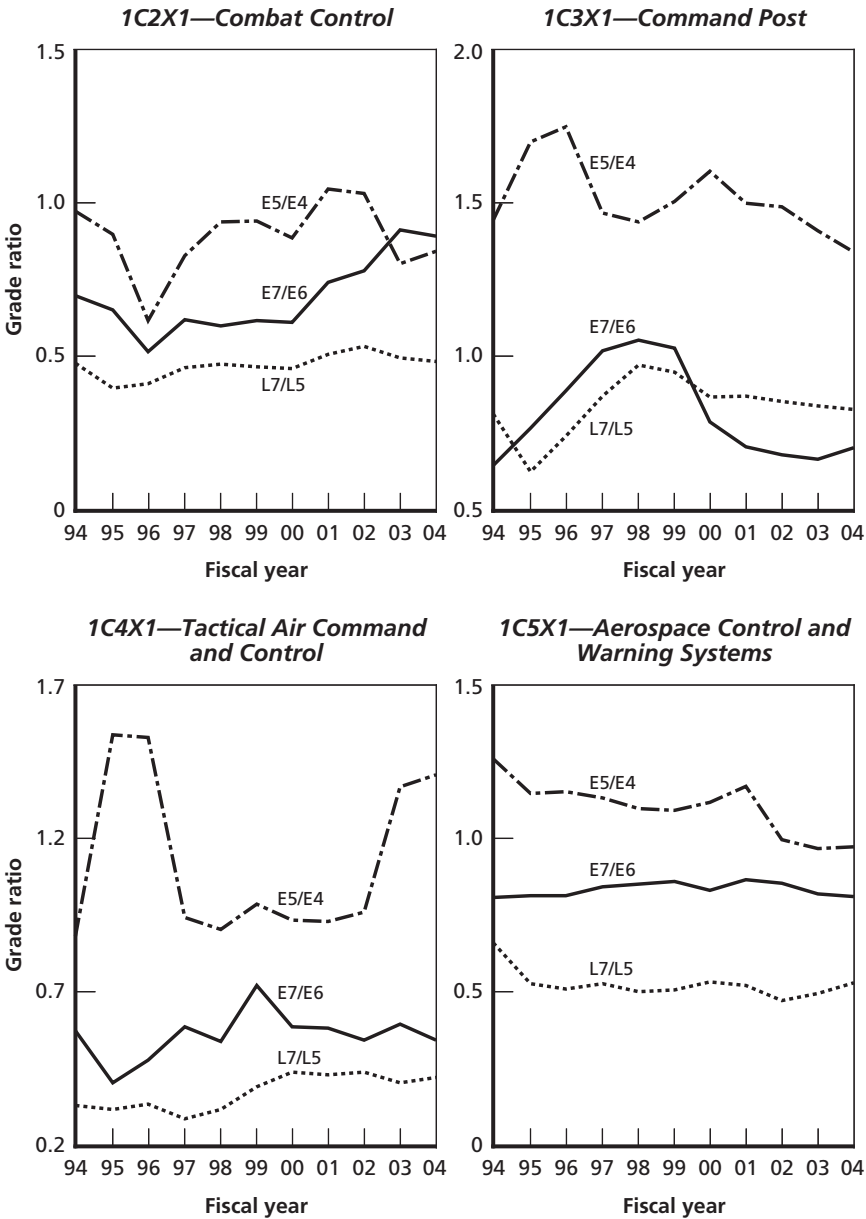 1C2X1—Combat Control
1.5
1.0
0.5
0
Grade ratio
E5/E4
E7/E6
L7/L5
94 95 96 97 98 99 00 01 02 03 04
Fiscal year
1C3X1—Command Post
2.0
1.5
1.0
0.5
E5/E4
E7/E6
L7/L5
94 95 96 97 98 99 00 01 02 03 04
Fiscal year
1C4X1—Tactical Air Command
and Control
1.7
1.2
0.7
0.2
Grade ratio
E5/E4
E7/E6
L7/L5
94 95 96 97 98 99 00 01 02 03 04
Fiscal year
1C5X1—Aerospace Control and
Warning Systems
1.5
1.0
0.5
0
E5/E4
E7/E6
L7/L5
94 95 96 97 98 99 00 01 02 03 04
Fiscal year